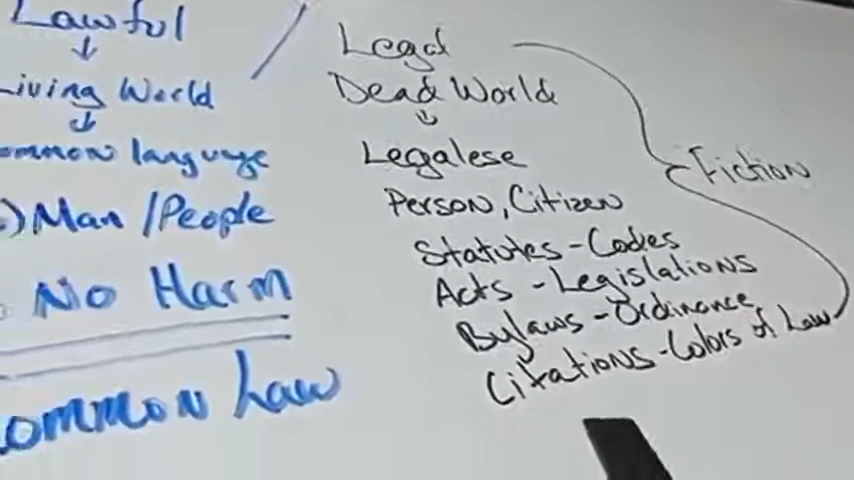 Lawful
Living World
ommon language
.) Man / People
No Harm
ommon Law
Legal
Dead World
Legalese
Person, Citizen
Statutes - Codes
Acts - Legislations
Bylaws - Ordinance
Citations - Colors of Law
Fiction